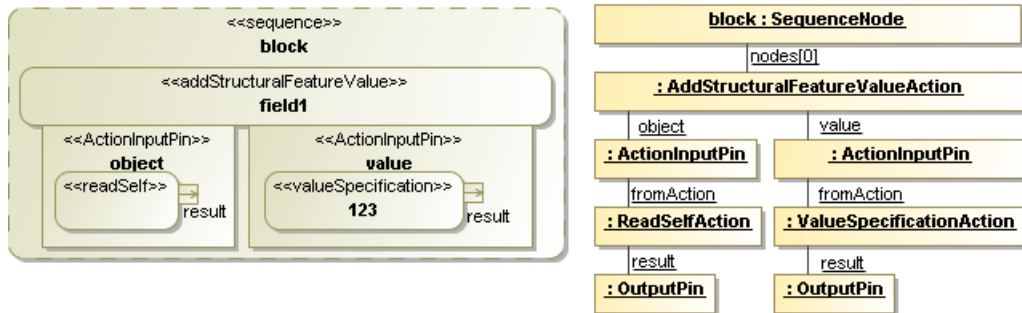 <<sequence>>
block
<<addStructuralFeatureValue>>
field1
<<ActionInputPin>>
object
<<readSelf>>
result
<<ActionInputPin>>
value
<<valueSpecification>>
123
result
block : SequenceNode
nodes[0]
: AddStructuralFeatureValueAction
object
value
: ActionInputPin
: ActionInputPin
fromAction
fromAction
: ReadSelfAction
: ValueSpecificationAction
result
result
: OutputPin
: OutputPin